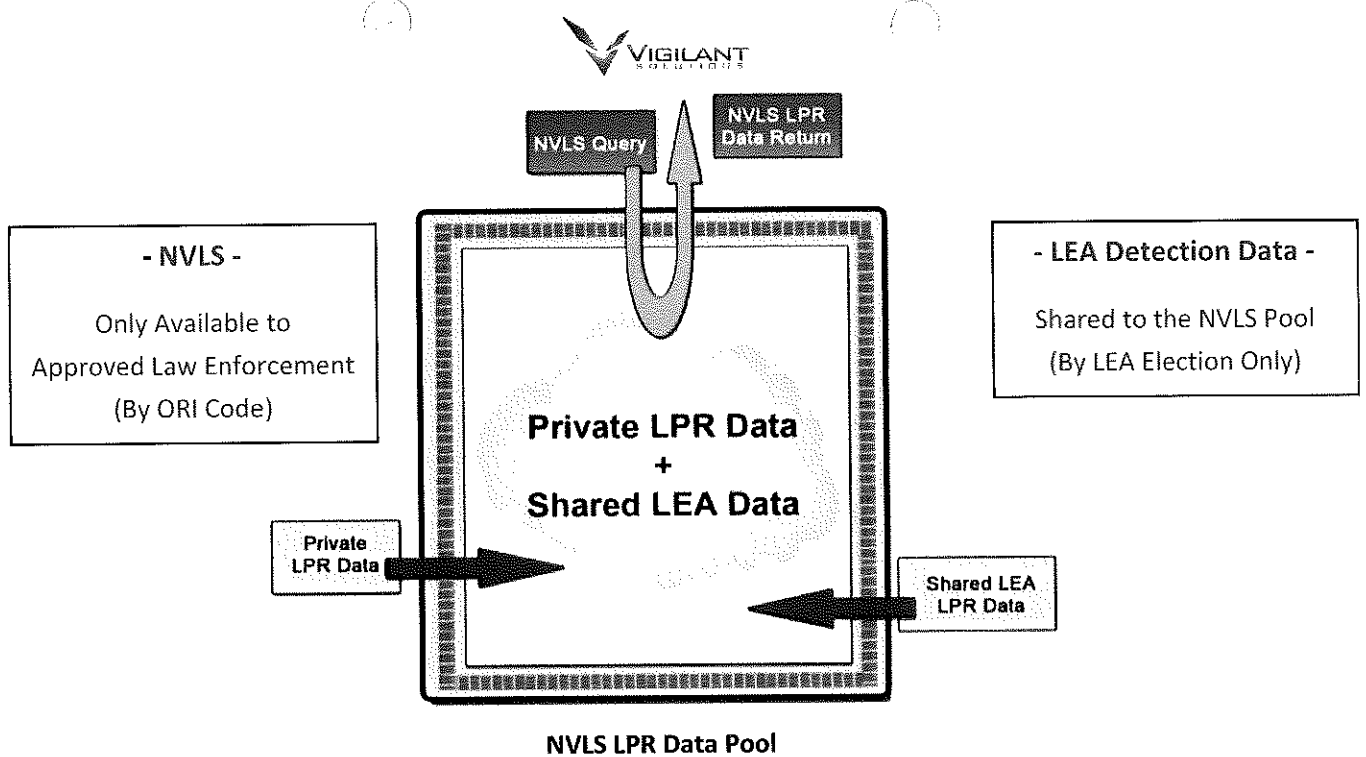 VIGILANT
SOLUTIONS
NVLS Query
NVLS LPR
Data Return
- NVLS -
Only Available to
Approved Law Enforcement
(By ORI Code)
- LEA Detection Data -
Shared to the NVLS Pool
(By LEA Election Only)
Private LPR Data
+
Shared LEA Data
Private
LPR Data
Shared LEA
LPR Data
NVLS LPR Data Pool